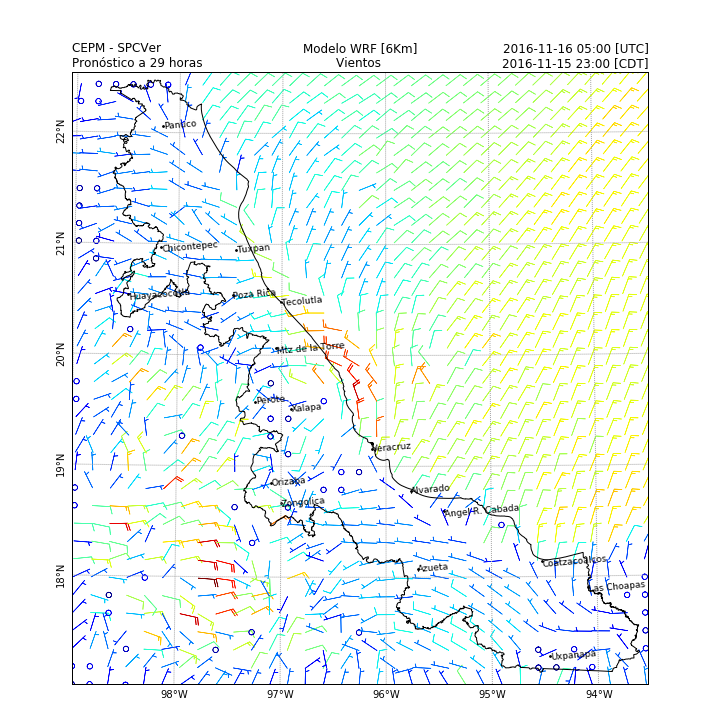 CEPM - SPCVer Modelo WRF [6Km] 2016-11-16 05:00 [UTC]
Pronóstico a 29 horas Vientos 2016-11-15 23:00 [CDT]
22°N
Panuco
21°N
Chicontepec
Tuxpan
Huayacocotla
Poza Rica
Tecolutla
20°N
Mtz de la Torre
Perote
Xalapa
Veracruz
19°N
Orizaba
Alvarado
Zongolica
Angel R. Cabada
18°N
Azueta
Coatzacoalcos
Las Choapas
Uxpanapa
98°W 97°W 96°W 95°W 94°W